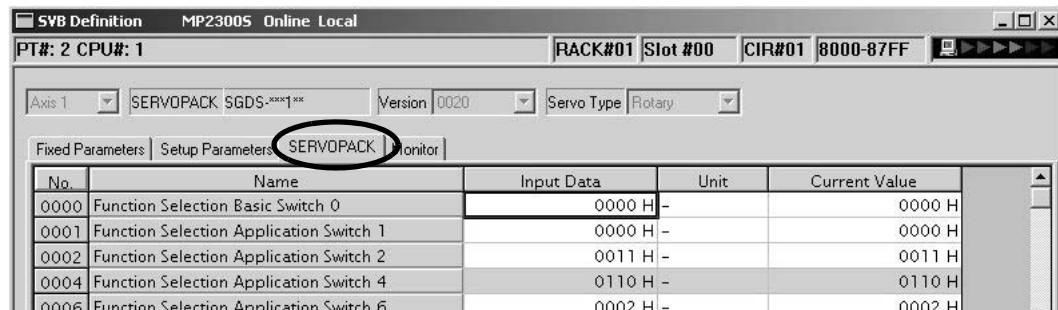 SVB Definition MP2300S Online Local
PT#: 2 CPU#: 1 RACK#01 Slot #00 CIR#01 8000-87FF
Axis 1 SERVOPACK SGDS-***1** Version 0020 Servo Type Rotary
Fixed Parameters Setup Parameters SERVOPACK Monitor
No. Name Input Data Unit Current Value
0000 Function Selection Basic Switch 0 0000 H - 0000 H
0001 Function Selection Application Switch 1 0000 H - 0000 H
0002 Function Selection Application Switch 2 0011 H - 0011 H
0004 Function Selection Application Switch 4 0110 H - 0110 H
0006 Function Selection Application Switch 6 0002 H - 0002 H